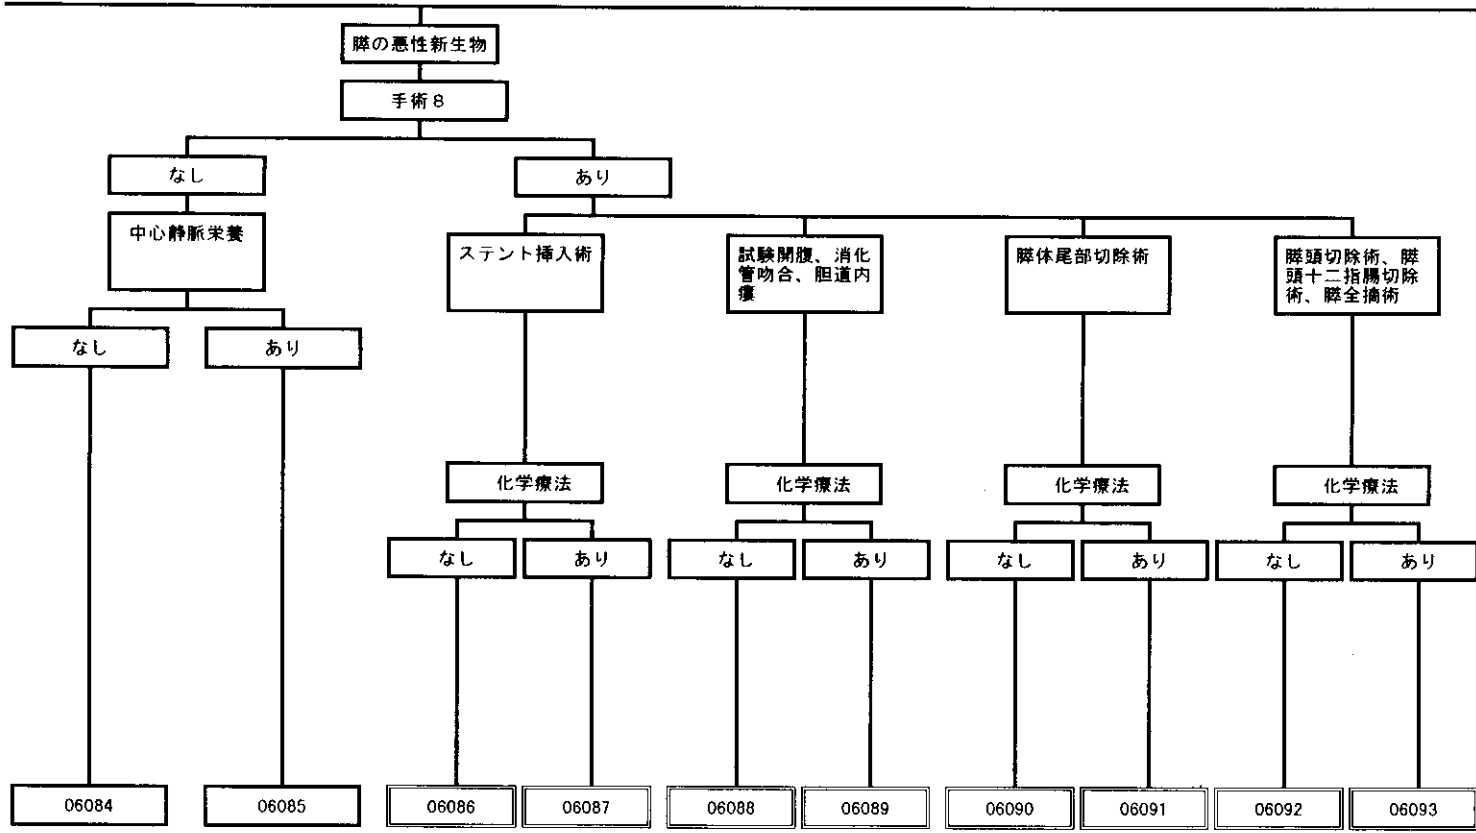 膵の悪性新生物
手術8
なし
あり
中心静脈栄養
ステント挿入術
試験開腹、消化
管吻合、胆道内
瘻
膵体尾部切除術
膵頭切除術、膵
頭十二指腸切除
術、膵全摘術
なし
あり
化学療法
化学療法
化学療法
化学療法
なし
あり
なし
あり
なし
あり
なし
あり
06084
06085
06086
06087
06088
06089
06090
06091
06092
06093